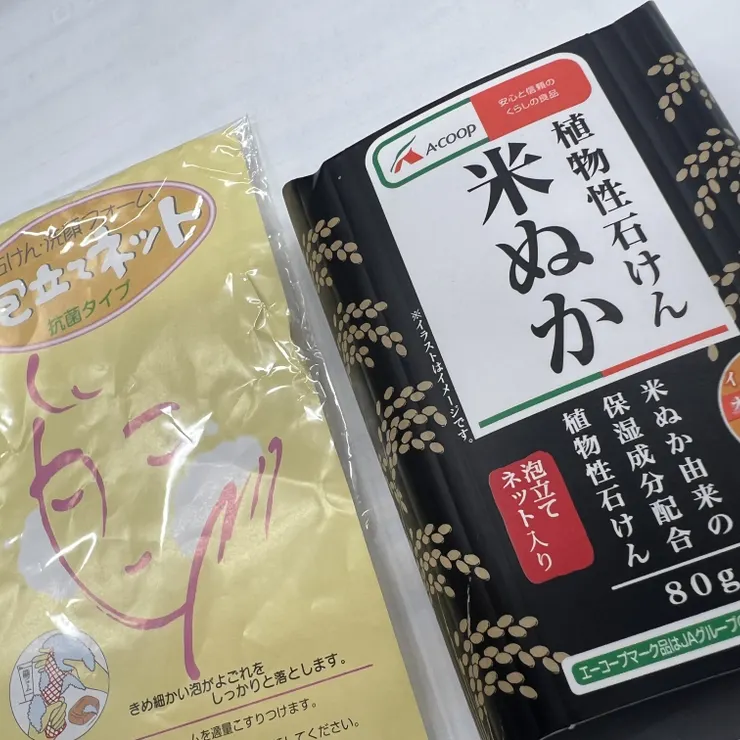 石けん・洗顔フォーム
泡立てネット
抗菌タイプ
きめ細かい泡がよごれを
しっかりと落とします。
ムを適量こすりつけます。
してください。
A·COOP
安心と信頼の
くらしの良品
植物性石けん
米ぬか
※イラストはイメージです。
米ぬか由来の
保湿成分配合
植物性石けん
泡立て
ネット入り
80g
エーコープマーク品はJAグループの